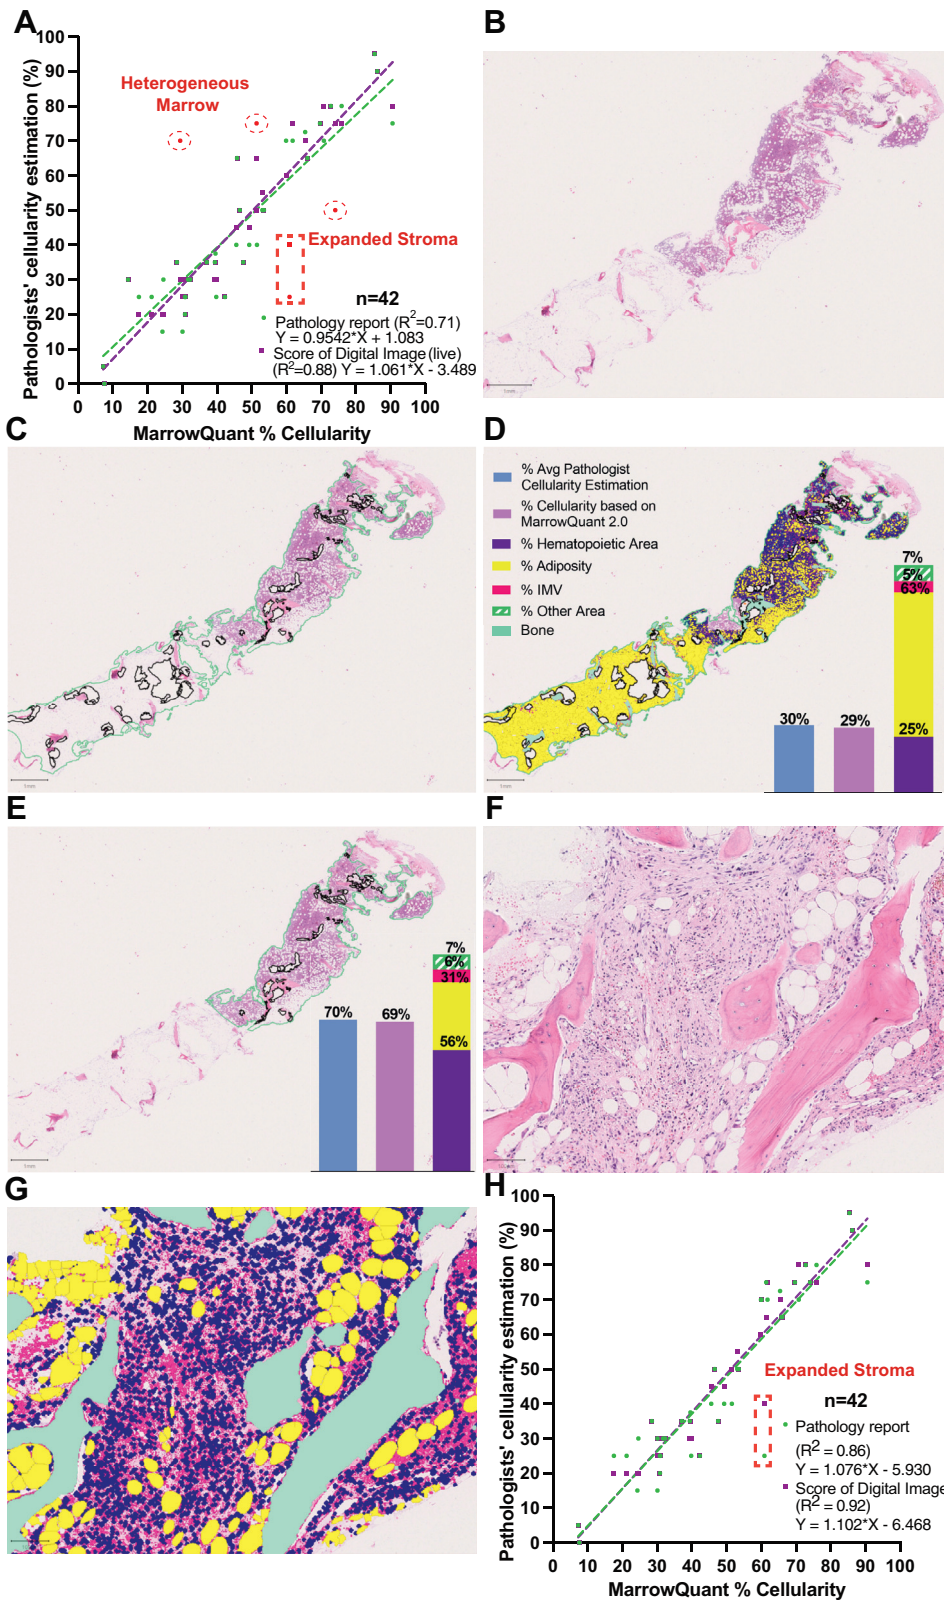 A
Pathologists' cellularity estimation (%)
100
90
80
70
60
50
40
30
20
10
0
Heterogeneous
Marrow
Expanded Stroma
n=42
Pathology report (R²=0.71)
Y = 0.9542*X + 1.083
Score of Digital Image (live)
(R²=0.88) Y = 1.061*X - 3.489
0 10 20 30 40 50 60 70 80 90 100
MarrowQuant % Cellularity
B
1mm
C
1mm
D
% Avg Pathologist
Cellularity Estimation
% Cellularity based on
MarrowQuant 2.0
% Hematopoietic Area
% Adiposity
% IMV
% Other Area
Bone
7%
5%
63%
25%
30%
29%
1mm
E
7%
6%
31%
56%
70%
69%
1mm
F
G
H
Pathologists' cellularity estimation (%)
100
90
80
70
60
50
40
30
20
10
0
Expanded Stroma
n=42
Pathology report
(R² = 0.86)
Y = 1.076*X - 5.930
Score of Digital Image
(R² = 0.92)
Y = 1.102*X - 6.468
0 10 20 30 40 50 60 70 80 90 100
MarrowQuant % Cellularity